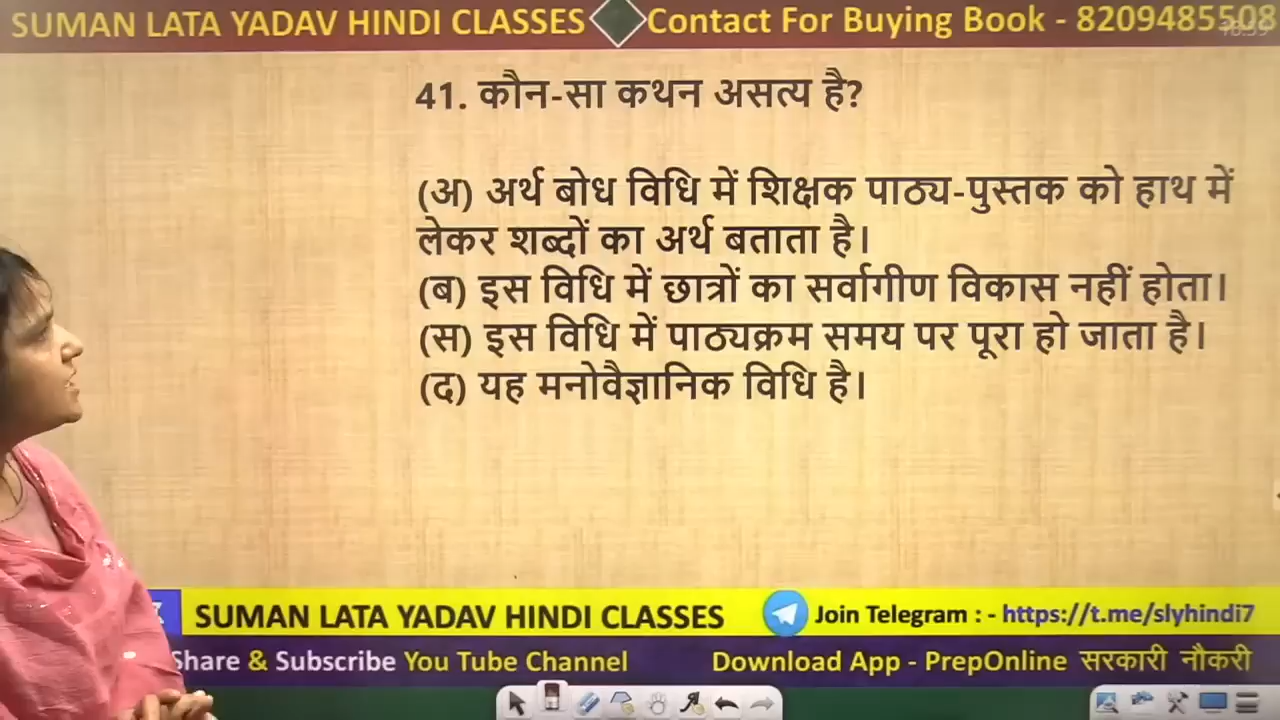 SUMAN LATA YADAV HINDI CLASSES Contact For Buying Book - 8209485508
41. कौन-सा कथन असत्य है?
(अ) अर्थ बोध विधि में शिक्षक पाठ्य-पुस्तक को हाथ में
लेकर शब्दों का अर्थ बताता है।
(ब) इस विधि में छात्रों का सर्वागीण विकास नहीं होता।
(स) इस विधि में पाठ्यक्रम समय पर पूरा हो जाता है।
(द) यह मनोवैज्ञानिक विधि है।
SUMAN LATA YADAV HINDI CLASSES Join Telegram : - https://t.me/slyhindi7
Share & Subscribe You Tube Channel Download App - PrepOnline सरकारी नौकरी